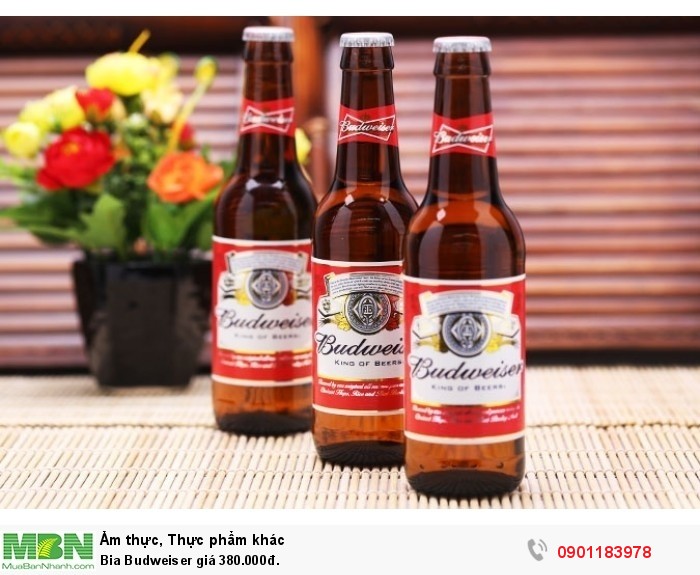 Budweiser
Budweiser
Budweiser
Budweiser
KING OF BEERS.
Budweiser
KING OF BEERS
Budweiser
KING OF BEERS.
MBN
MuaBanNhanh.com
Ẩm thực, Thực phẩm khác
Bia Budweiser giá 380.000đ.
0901183978